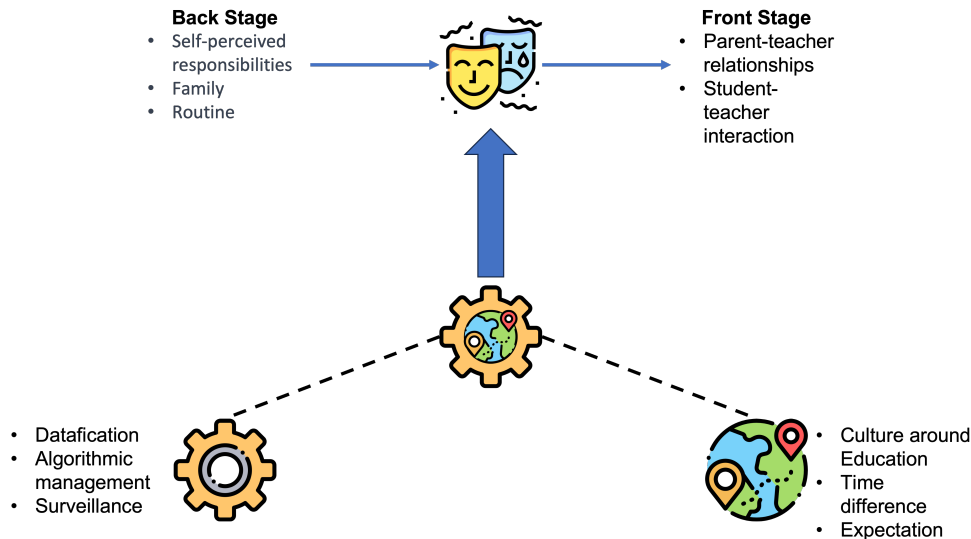 Back Stage
• Self-perceived
responsibilities
• Family
• Routine
Front Stage
• Parent-teacher
relationships
• Student-
teacher
interaction
• Datafication
• Algorithmic
management
• Surveillance
• Culture around
Education
• Time
difference
• Expectation